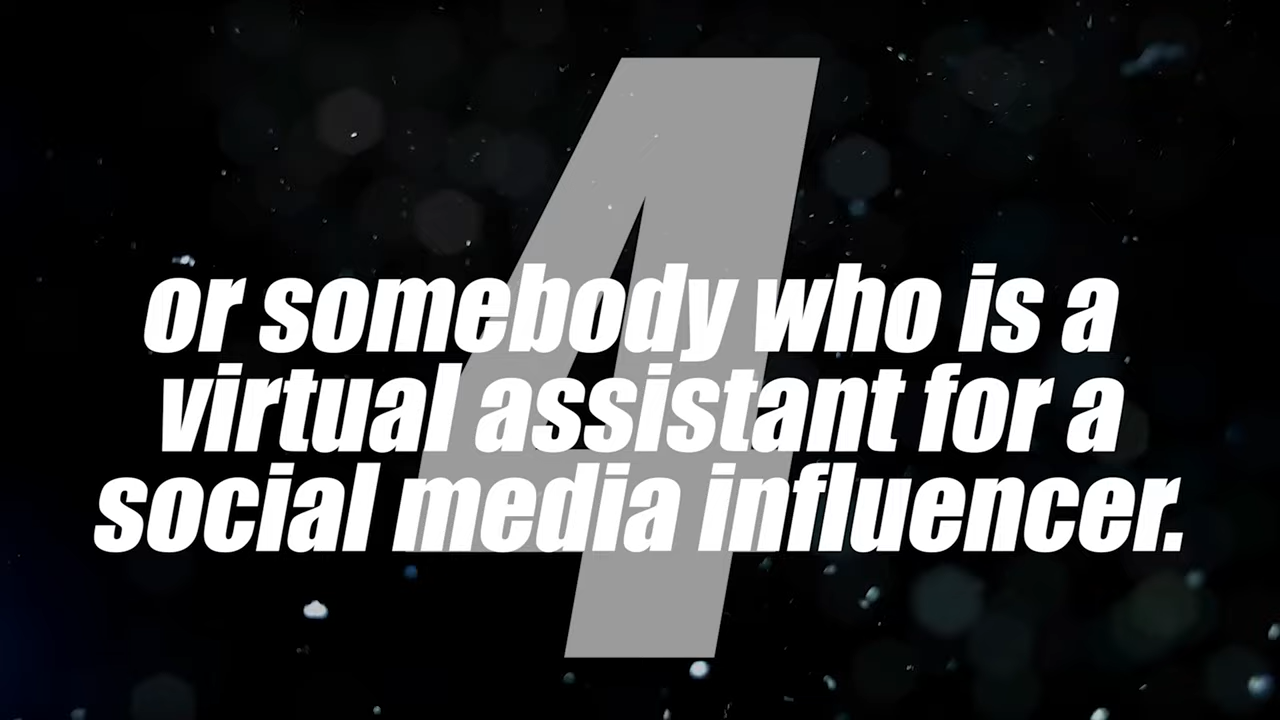 4
or somebody who is a
virtual assistant for a
social media influencer.